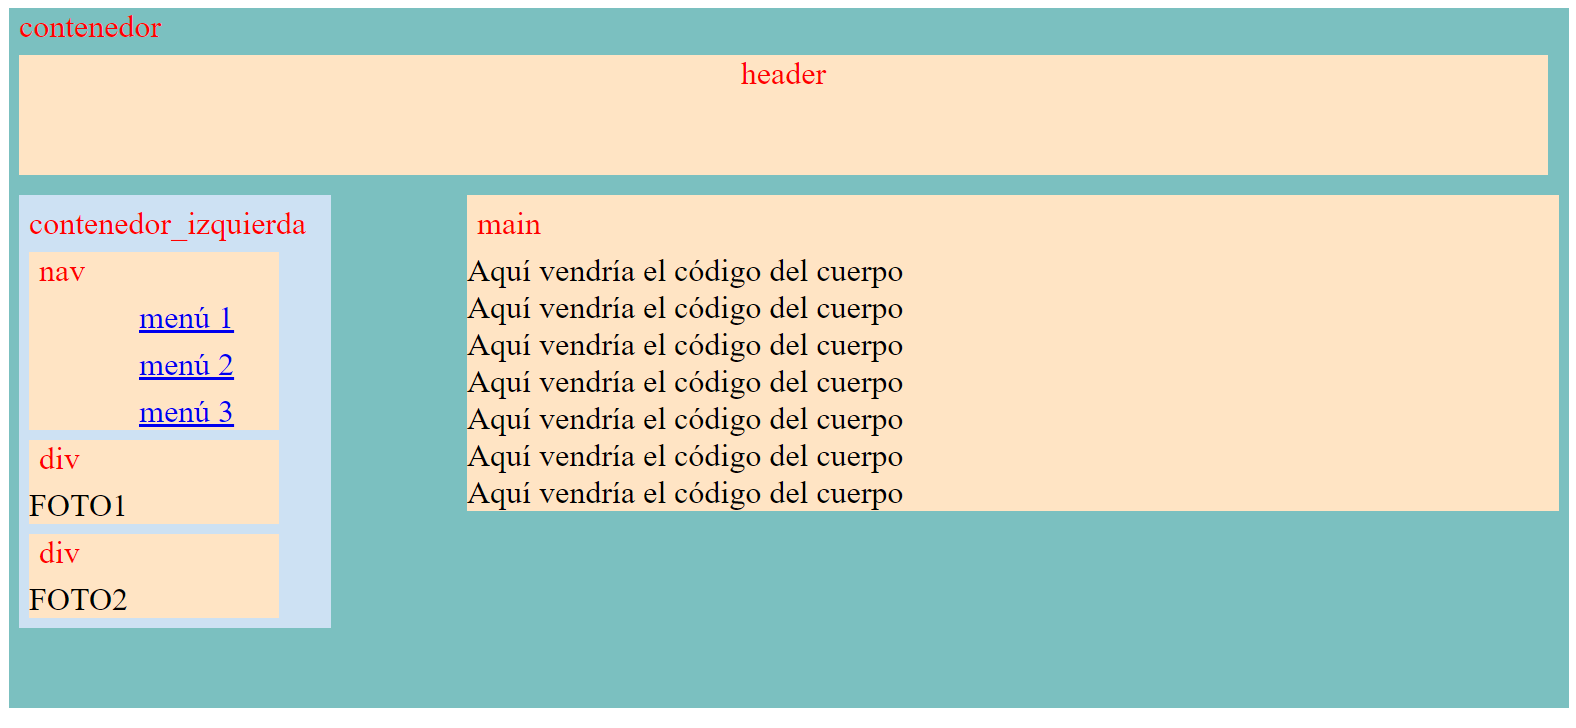 contenedor
header
contenedor_izquierda
nav
menú 1
menú 2
menú 3
div
FOTO1
div
FOTO2
main
Aquí vendría el código del cuerpo
Aquí vendría el código del cuerpo
Aquí vendría el código del cuerpo
Aquí vendría el código del cuerpo
Aquí vendría el código del cuerpo
Aquí vendría el código del cuerpo
Aquí vendría el código del cuerpo